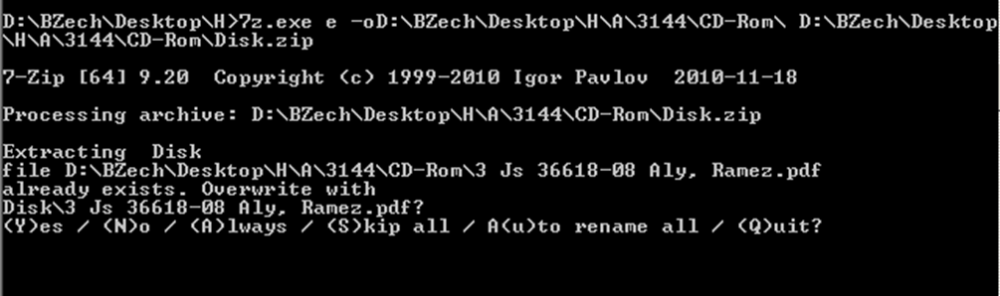 D:\BZech\Desktop\H>7z.exe e -oD:\BZech\Desktop\H\A\3144\CD-Rom\ D:\BZech\Desktop
\H\A\3144\CD-Rom\Disk.zip
7-Zip [64] 9.20  Copyright (c) 1999-2010 Igor Pavlov  2010-11-18
Processing archive: D:\BZech\Desktop\H\A\3144\CD-Rom\Disk.zip
Extracting  Disk
file D:\BZech\Desktop\H\A\3144\CD-Rom\3 Js 36618-08 Aly, Ramez.pdf
already exists. Overwrite with
Disk\3 Js 36618-08 Aly, Ramez.pdf?
(Y)es / (N)o / (A)lways / (S)kip all / A(u)to rename all / (Q)uit?